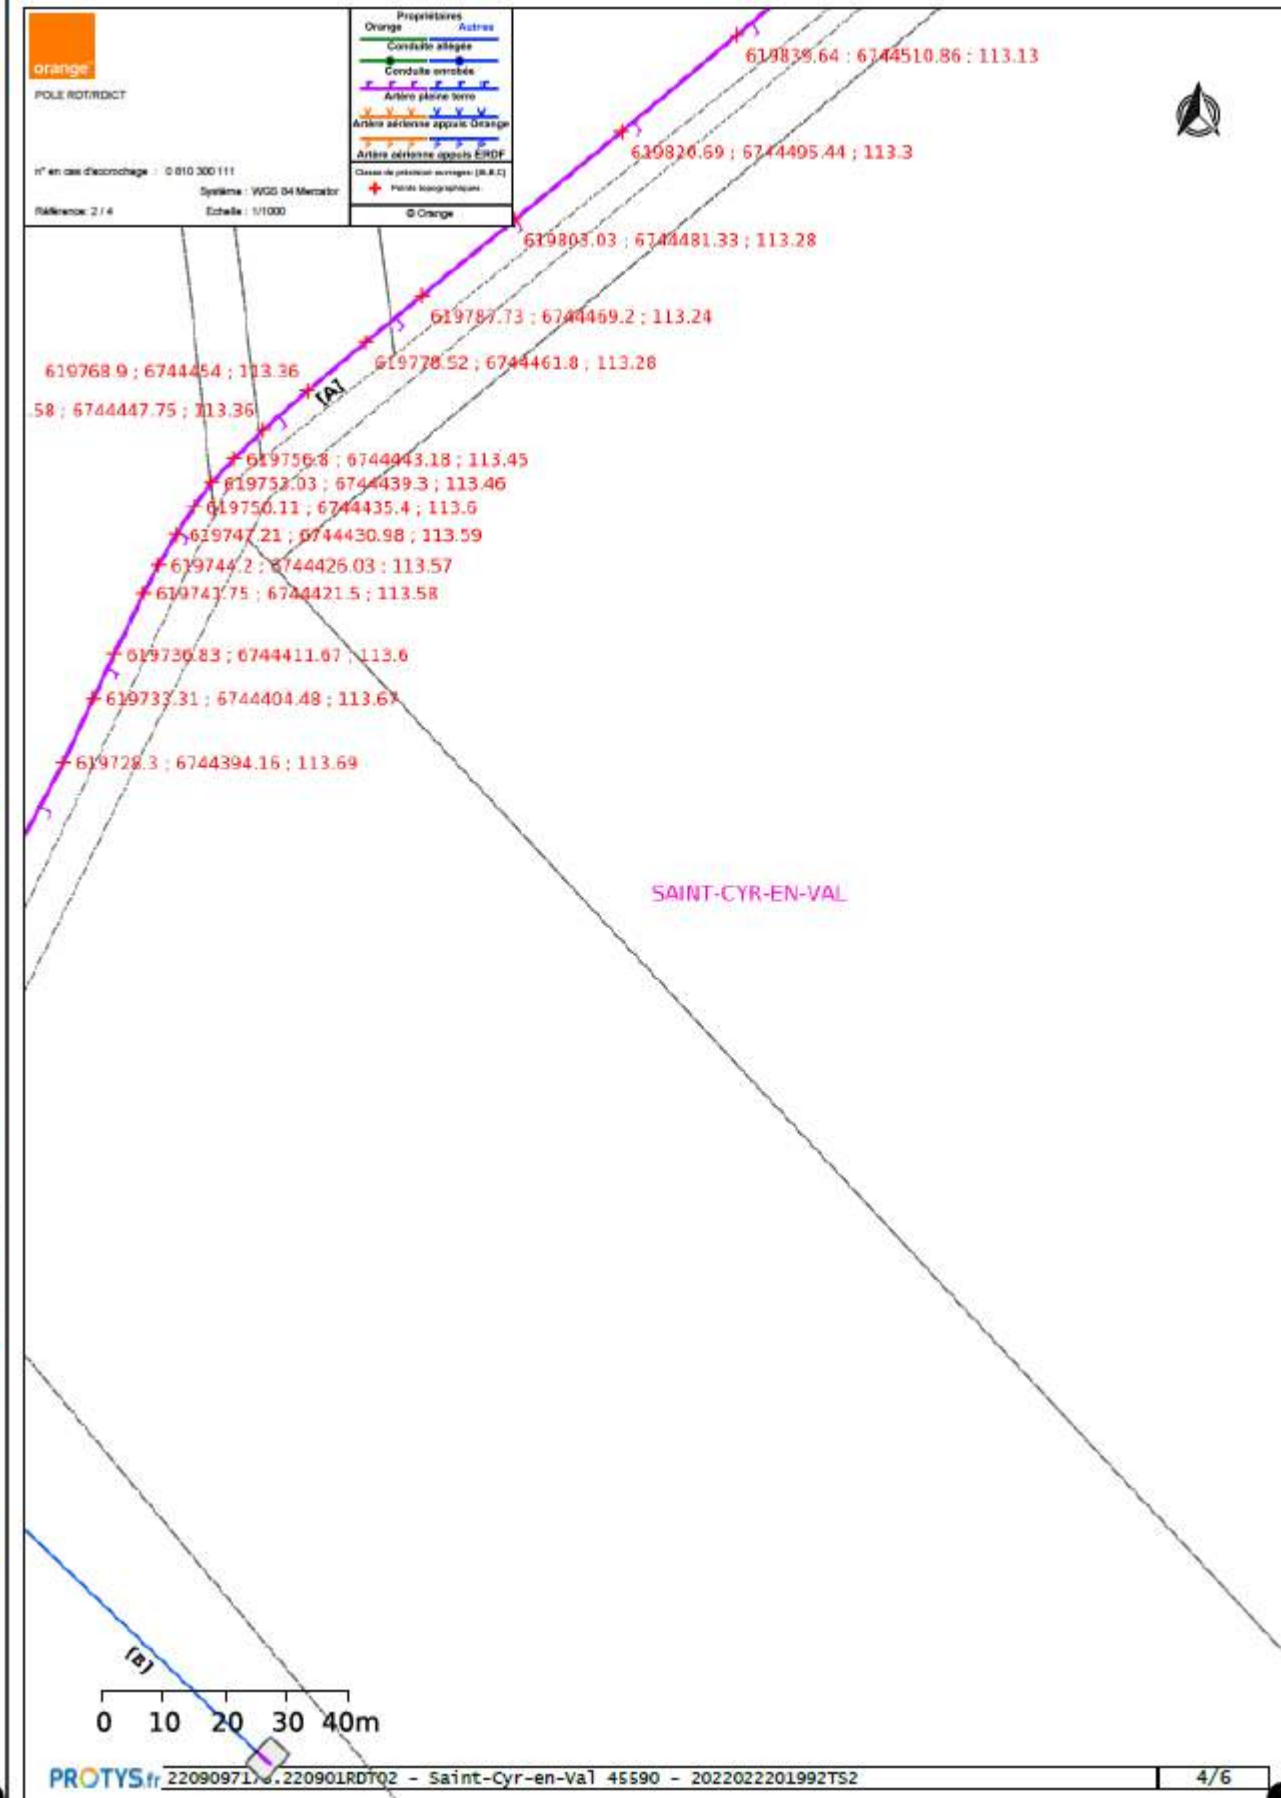 orange
POLE RDT/RDICT
n° en cas d'accrochage : 0 810 300 111
Système : WGS 84 Mercator
Référence: 2 / 4
Echelle : 1/1000
Propriétaires
Orange Autres
Conduite allégée
Conduite enrobée
Artère pleine terre
Artère aérienne appuis Orange
Artère aérienne appuis ERDF
Classe de précision ouvrages: [A,B,C]
Points topographiques
© Orange
619839.64 ; 6744510.86 ; 113.13
619820.69 ; 6744495.44 ; 113.3
619803.03 ; 6744481.33 ; 113.28
619787.73 ; 6744469.2 ; 113.24
619778.52 ; 6744461.8 ; 113.28
619768.9 ; 6744454 ; 113.36
[A]
.58 ; 6744447.75 ; 113.36
619756.8 ; 6744443.18 ; 113.45
619753.03 ; 6744439.3 ; 113.46
619750.11 ; 6744435.4 ; 113.6
619747.21 ; 6744430.98 ; 113.59
619744.2 ; 6744426.03 ; 113.57
619741.75 ; 6744421.5 ; 113.58
619736.83 ; 6744411.67 ; 113.6
619733.31 ; 6744404.48 ; 113.67
619728.3 ; 6744394.16 ; 113.69
SAINT-CYR-EN-VAL
[B]
0 10 20 30 40m
PROTYS.fr
220901RDT02 - Saint-Cyr-en-Val 45590 - 2022022201992TS2
4/6